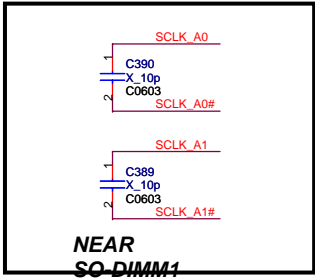 SCLK_A0
1
C390
X_10p
2
C0603
SCLK_A0#
SCLK_A1
1
C389
X_10p
2
C0603
SCLK_A1#
NEAR
SO-DIMM1